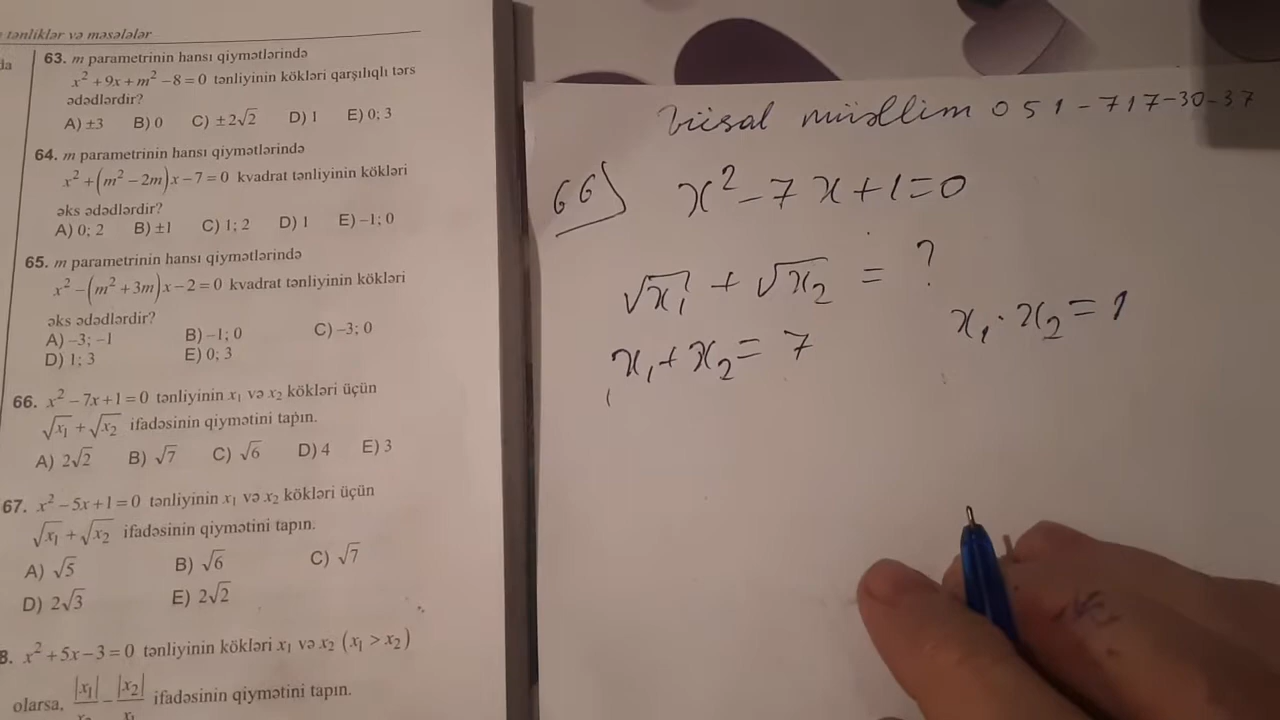 tənliklər və məsələlər
da
63. m parametrinin hansı qiymətlərində
x² + 9x + m² − 8 = 0 tənliyinin kökləri qarşılıqlı tərs
ədədlərdir?
A) ±3 B) 0 C) ±2√2 D) 1 E) 0; 3
64. m parametrinin hansı qiymətlərində
x² + (m² − 2m)x − 7 = 0 kvadrat tənliyinin kökləri
əks ədədlərdir?
A) 0; 2 B) ±1 C) 1; 2 D) 1 E) −1; 0
65. m parametrinin hansı qiymətlərində
x² − (m² + 3m)x − 2 = 0 kvadrat tənliyinin kökləri
əks ədədlərdir?
A) −3; −1 B) −1; 0 C) −3; 0
D) 1; 3 E) 0; 3
66. x² − 7x + 1 = 0 tənliyinin x₁ və x₂ kökləri üçün
√x₁ + √x₂ ifadəsinin qiymətini tapın.
A) 2√2 B) √7 C) √6 D) 4 E) 3
67. x² − 5x + 1 = 0 tənliyinin x₁ və x₂ kökləri üçün
√x₁ + √x₂ ifadəsinin qiymətini tapın.
A) √5 B) √6 C) √7
D) 2√3 E) 2√2
8. x² + 5x − 3 = 0 tənliyinin kökləri x₁ və x₂ (x₁ > x₂)
olarsa, |x₁|/x₂ − |x₂|/x₁ ifadəsinin qiymətini tapın.
Vüsal müəllim 051-717-30-37
66) x² − 7x + 1 = 0
√x₁ + √x₂ = ?
x₁ + x₂ = 7 x₁ · x₂ = 1